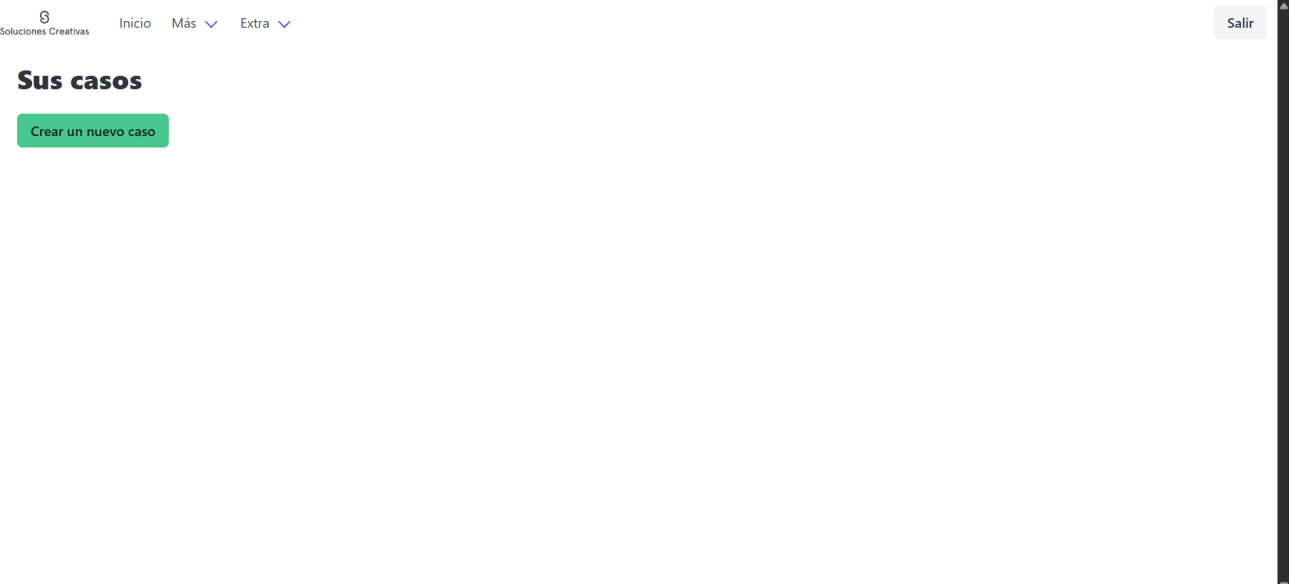 Soluciones Creativas
Inicio Más Extra Salir
Sus casos
Crear un nuevo caso